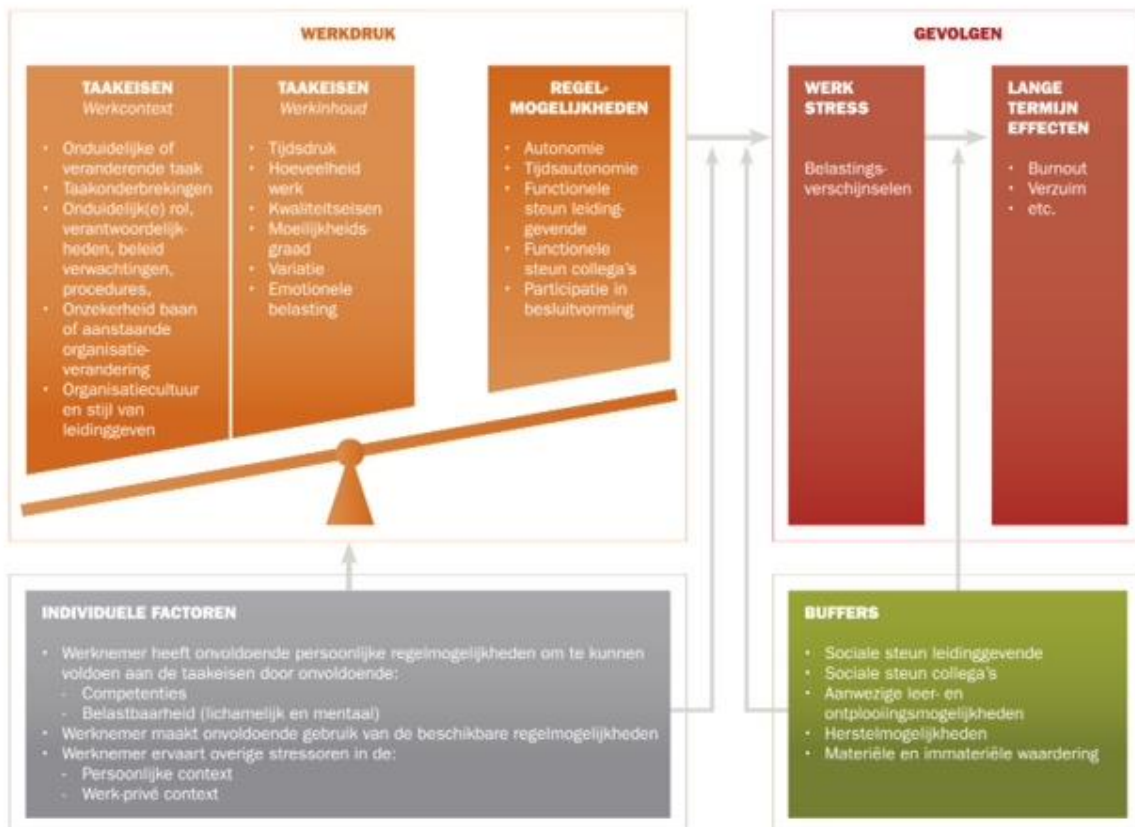 WERKDRUK
TAAKEISEN
Werkcontext
• Onduidelijke of
veranderende taak
• Taakonderbrekingen
• Onduidelijk(e) rol,
verantwoordelijk-
heden, beleid
verwachtingen,
procedures,
• Onzekerheid baan
of aanstaande
organisatie-
verandering
• Organisatiecultuur
en stijl van
leidinggeven
TAAKEISEN
Werkinhoud
• Tijdsdruk
• Hoeveelheid
werk
• Kwaliteitseisen
• Moeilijkheids-
graad
• Variatie
• Emotionele
belasting
REGEL-
MOGELIJKHEDEN
• Autonomie
• Tijdsautonomie
• Functionele
steun leiding-
gevende
• Functionele
steun collega's
• Participatie in
besluitvorming
GEVOLGEN
WERK
STRESS
Belastings-
verschijnselen
LANGE
TERMIJN
EFFECTEN
• Burnout
• Verzuim
• etc.
INDIVIDUELE FACTOREN
• Werknemer heeft onvoldoende persoonlijke regelmogelijkheden om te kunnen
voldoen aan de taakeisen door onvoldoende:
- Competenties
- Belastbaarheid (lichamelijk en mentaal)
• Werknemer maakt onvoldoende gebruik van de beschikbare regelmogelijkheden
• Werknemer ervaart overige stressoren in de:
- Persoonlijke context
- Werk-privé context
BUFFERS
• Sociale steun leidinggevende
• Sociale steun collega's
• Aanwezige leer- en
ontplooiingsmogelijkheden
• Herstelmogelijkheden
• Materiële en immateriële waardering